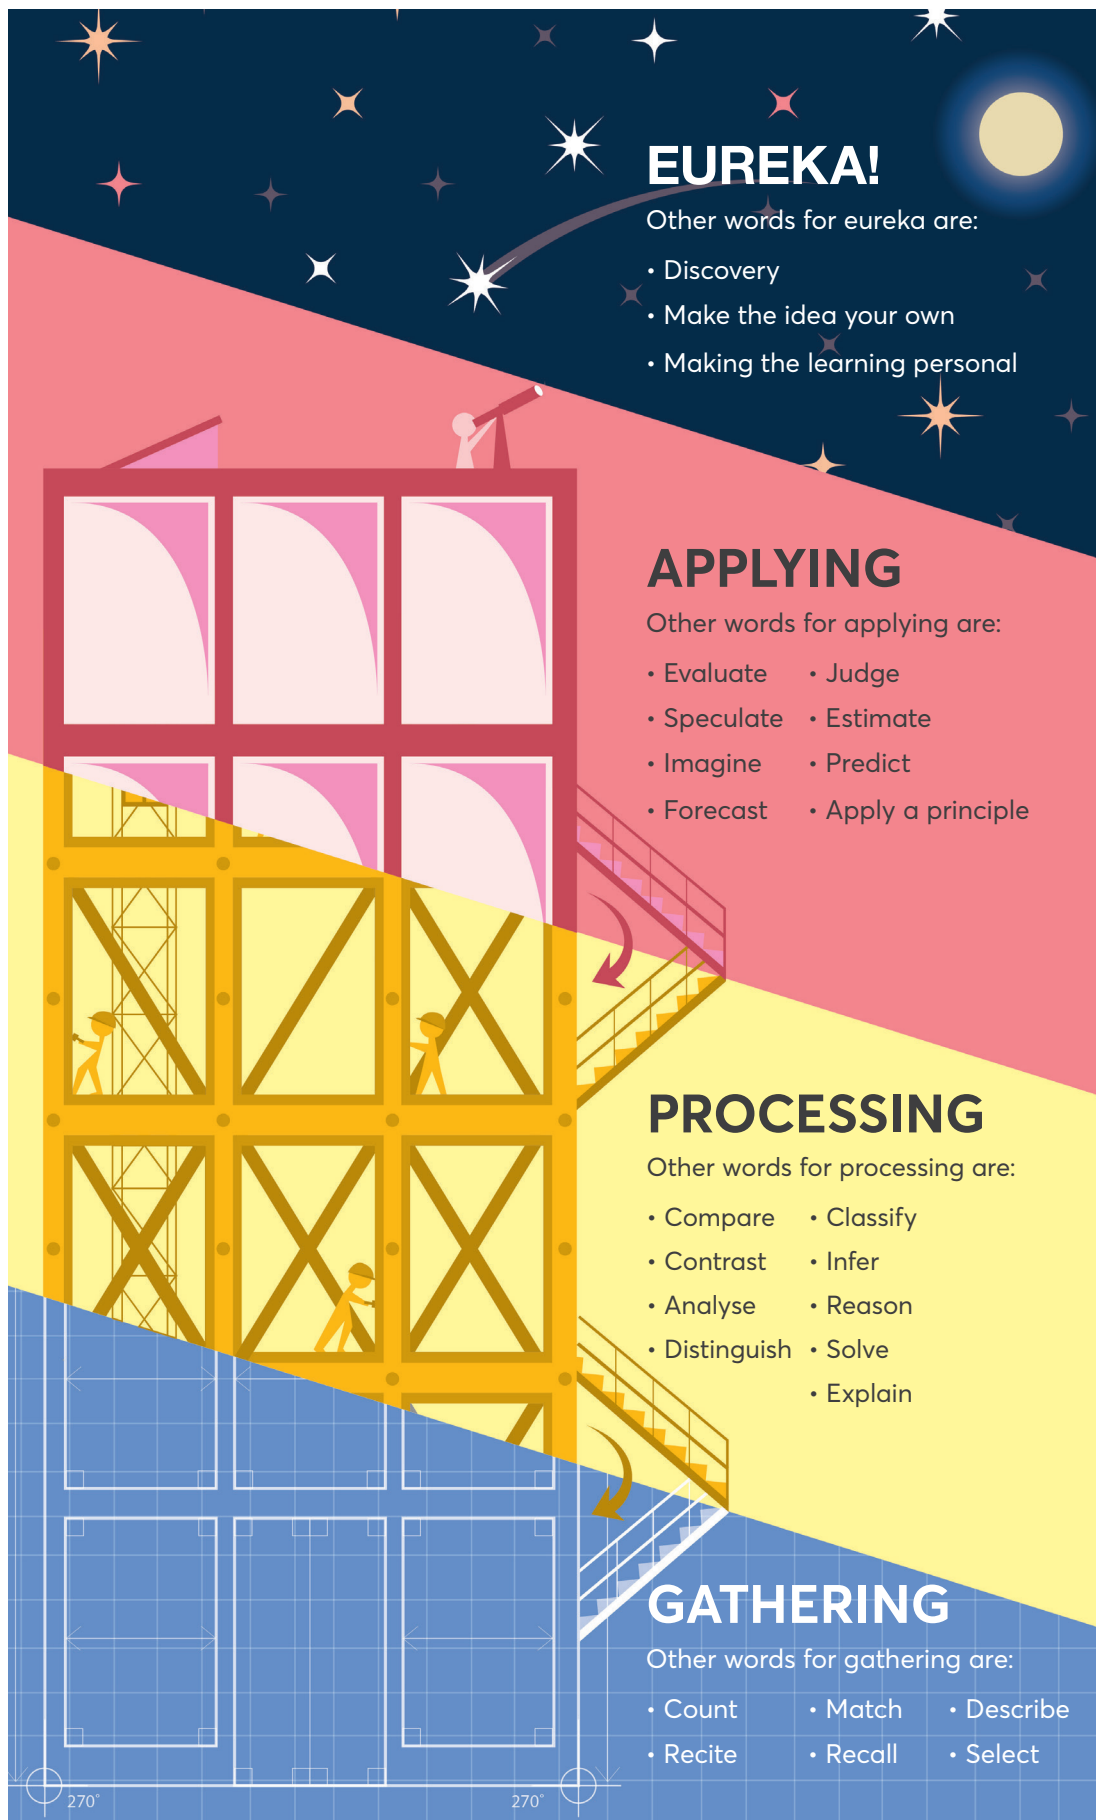 EUREKA!
Other words for eureka are:
• Discovery
• Make the idea your own
• Making the learning personal
APPLYING
Other words for applying are:
• Evaluate • Judge
• Speculate • Estimate
• Imagine • Predict
• Forecast • Apply a principle
PROCESSING
Other words for processing are:
• Compare • Classify
• Contrast • Infer
• Analyse • Reason
• Distinguish • Solve
• Explain
GATHERING
Other words for gathering are:
• Count • Match • Describe
• Recite • Recall • Select
270° 270°